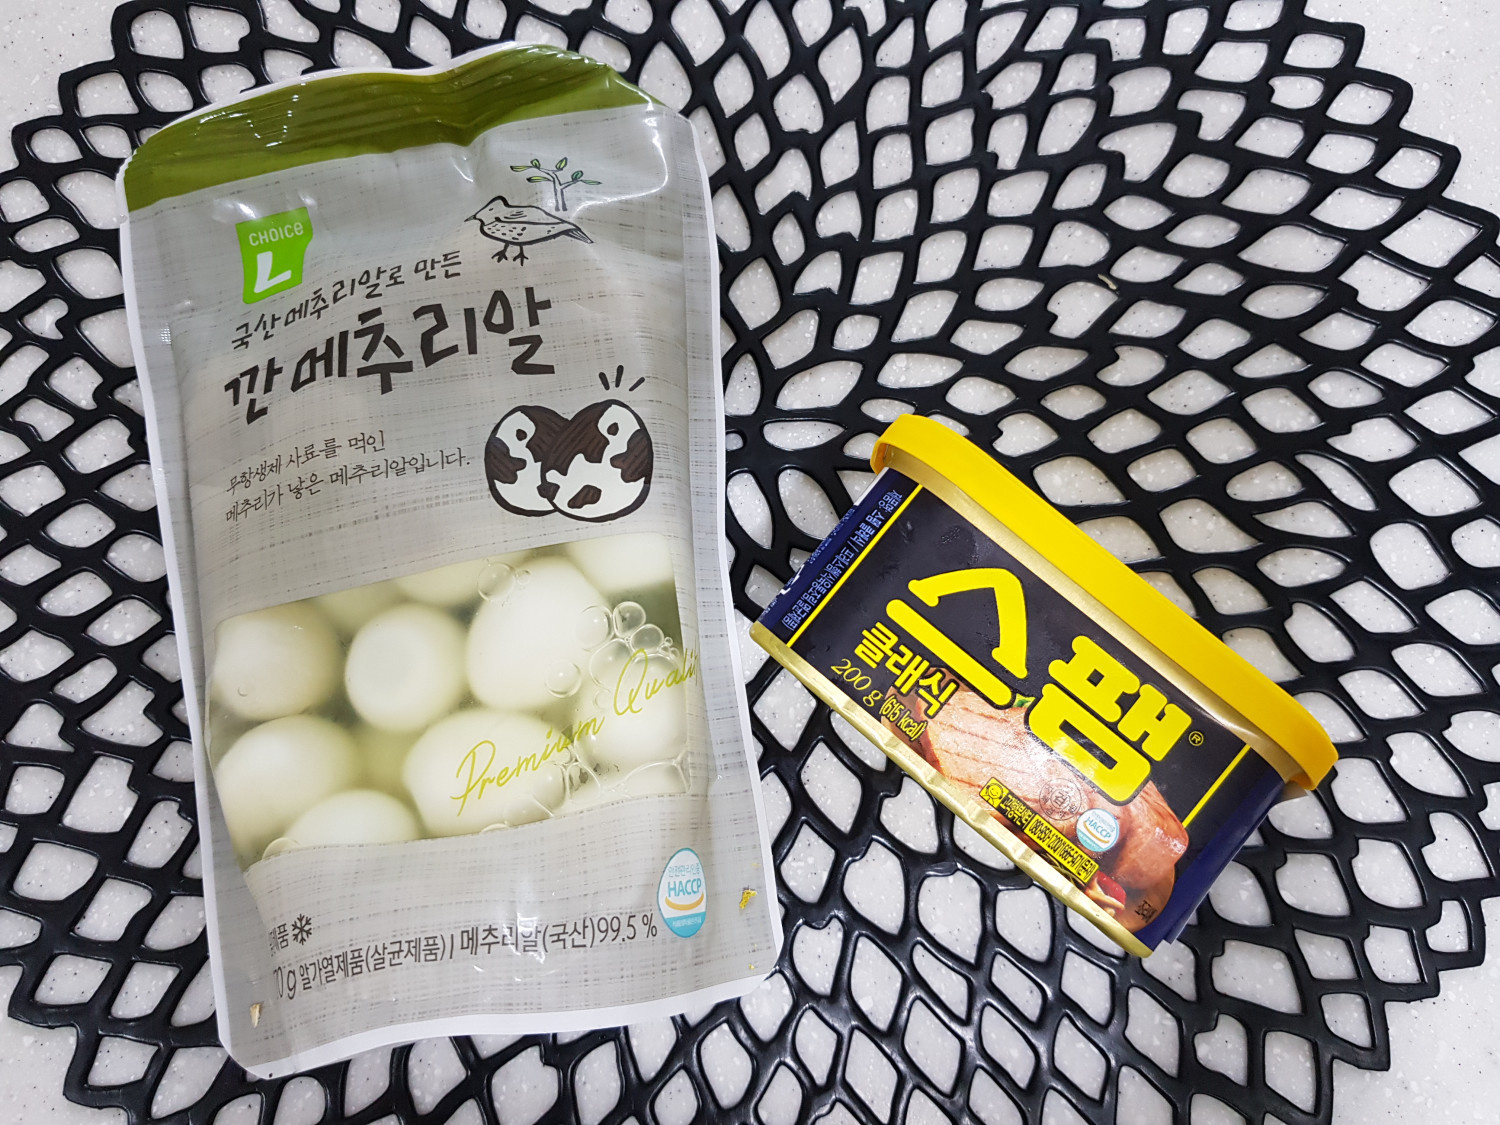 CHOICE
L
국산 메추리알로 만든
깐메추리알
무항생제 사료를 먹인
메추리가 낳은 메추리알입니다.
Premium Quality
HACCP
0 g 알가열제품(살균제품) | 메추리알(국산)99.5 %
스팸®
클래식
200 g
(615 kcal)
HACCP